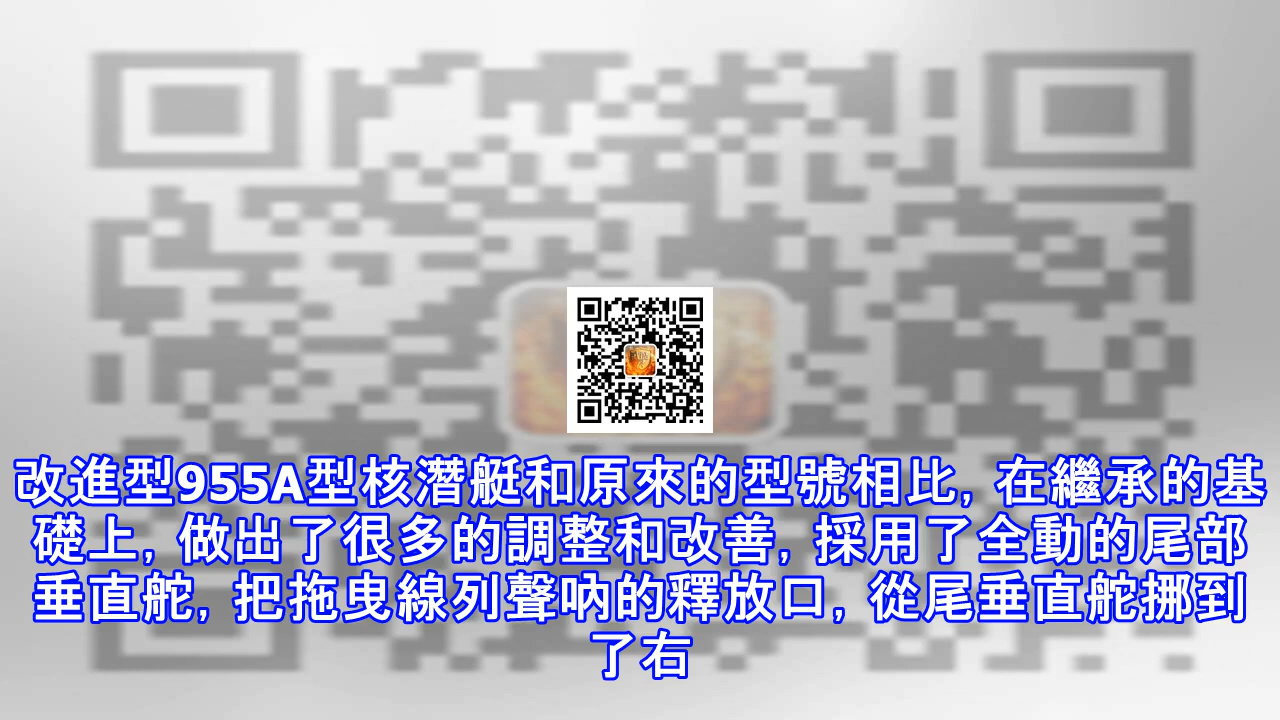 改進型955A型核潛艇和原來的型號相比, 在繼承的基
礎上, 做出了很多的調整和改善, 採用了全動的尾部
垂直舵, 把拖曳線列聲吶的釋放口, 從尾垂直舵挪到
了右